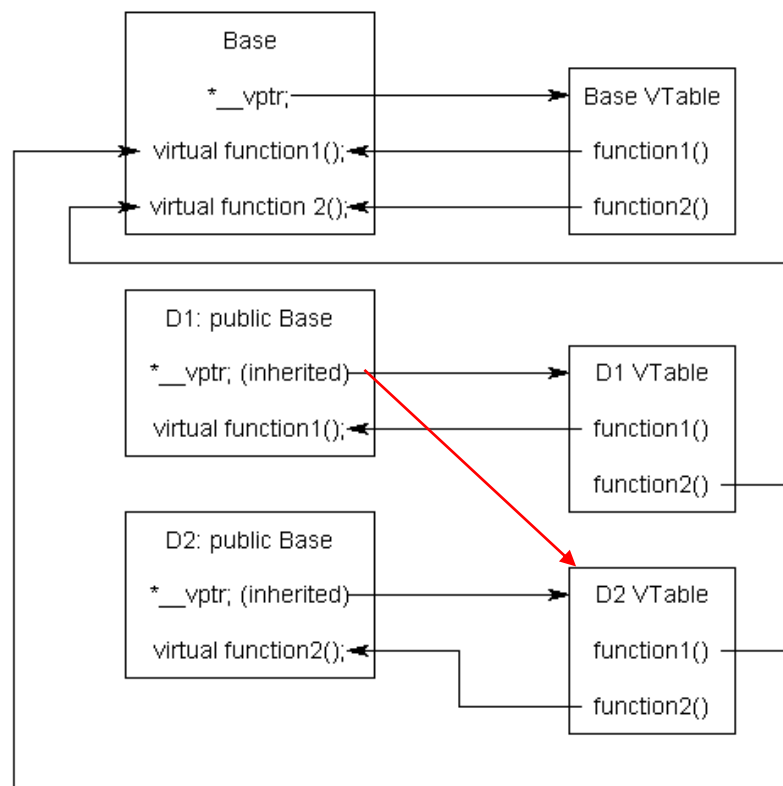 Base
*__vptr;
virtual function1();
virtual function 2();
Base VTable
function1()
function2()
D1: public Base
*__vptr; (inherited)
virtual function1();
D1 VTable
function1()
function2()
D2: public Base
*__vptr; (inherited)
virtual function2();
D2 VTable
function1()
function2()